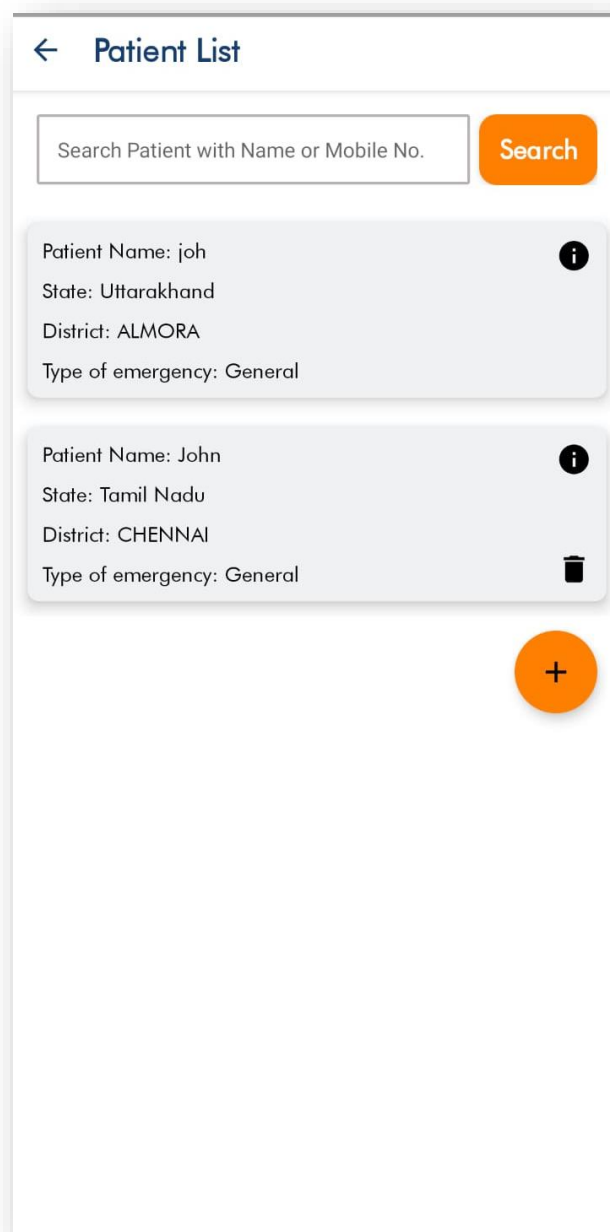 Patient List
Search Patient with Name or Mobile No.
Search
Patient Name: joh
State: Uttarakhand
District: ALMORA
Type of emergency: General
Patient Name: John
State: Tamil Nadu
District: CHENNAI
Type of emergency: General